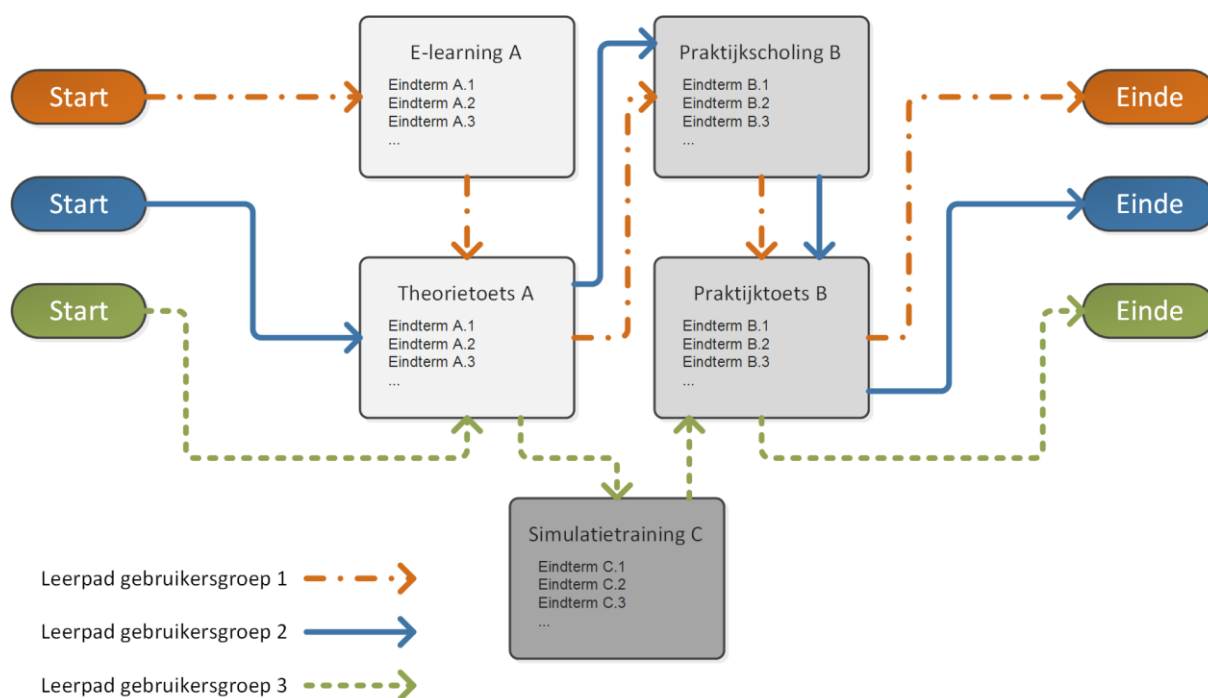 E-learning A
Eindterm A.1
Eindterm A.2
Eindterm A.3
...
Praktijkscholing B
Eindterm B.1
Eindterm B.2
Eindterm B.3
...
Start
Einde
Start
Einde
Theorietoets A
Eindterm A.1
Eindterm A.2
Eindterm A.3
...
Praktijktoets B
Eindterm B.1
Eindterm B.2
Eindterm B.3
...
Start
Einde
Simulatietraining C
Eindterm C.1
Eindterm C.2
Eindterm C.3
...
Leerpad gebruikersgroep 1
Leerpad gebruikersgroep 2
Leerpad gebruikersgroep 3